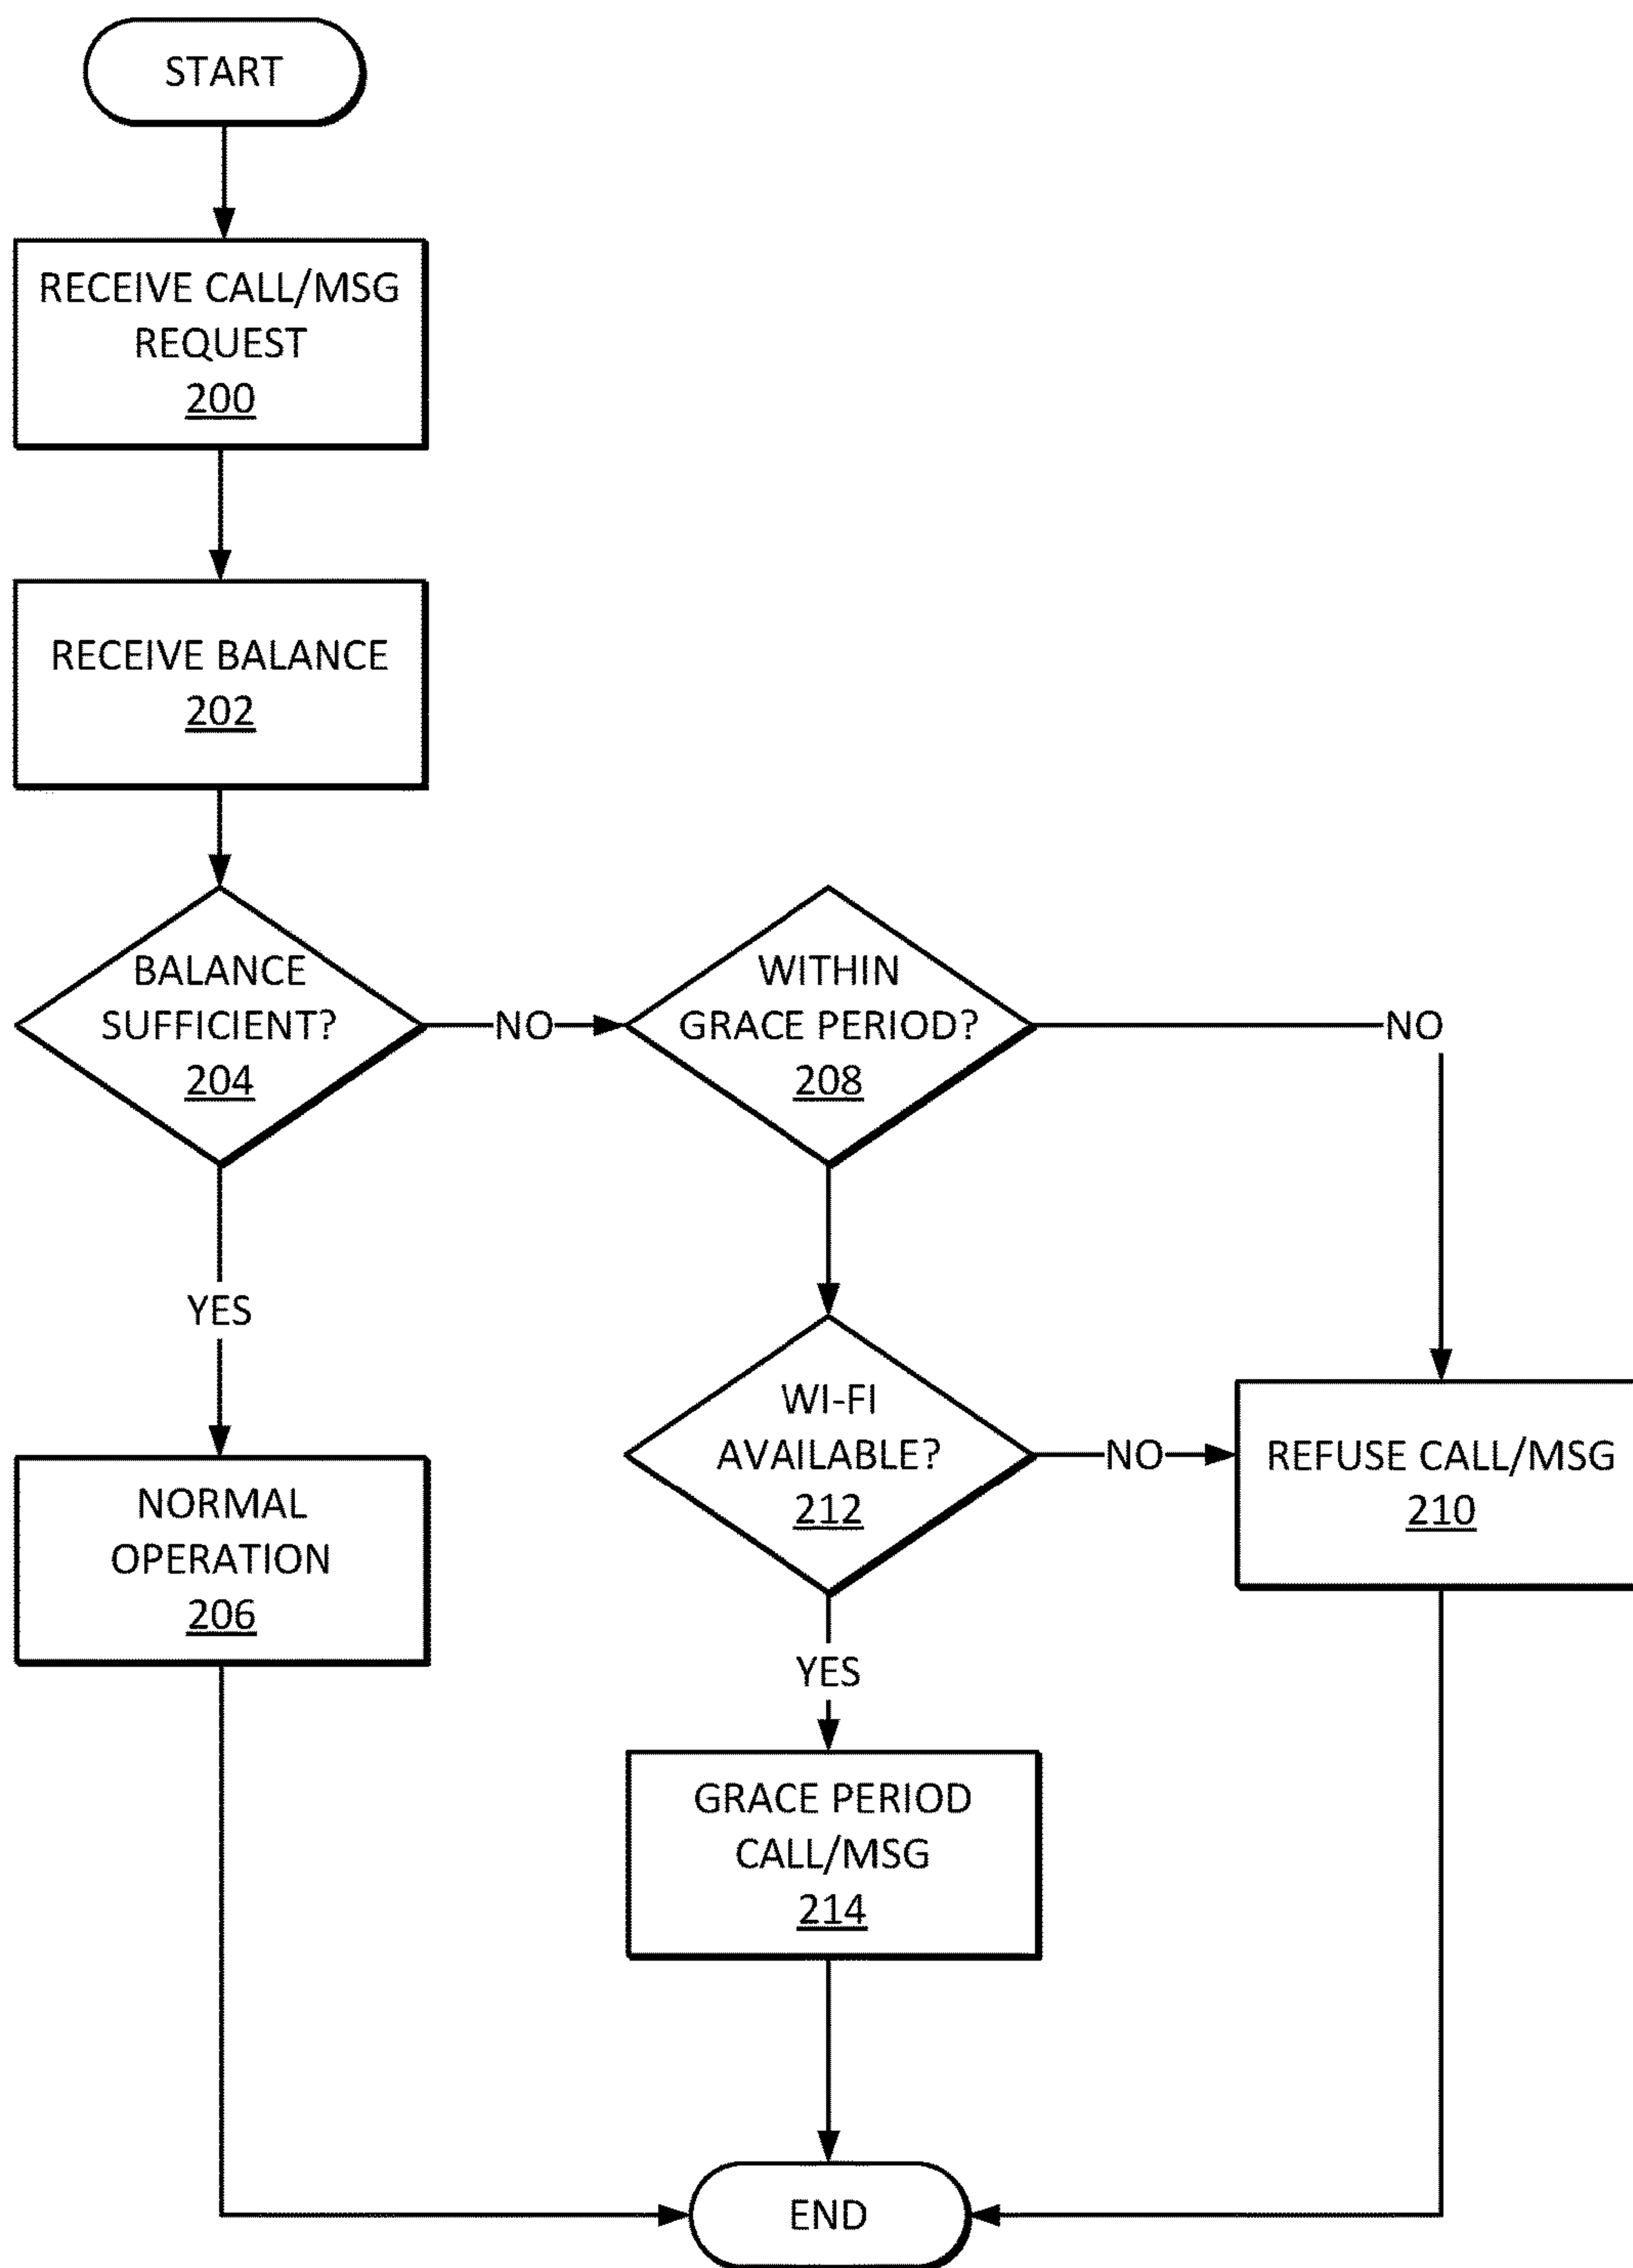 START
RECEIVE CALL/MSG
REQUEST
200
RECEIVE BALANCE
202
BALANCE
SUFFICIENT?
204
NO
WITHIN
GRACE PERIOD?
208
NO
YES
WI-FI
AVAILABLE?
212
NO
REFUSE CALL/MSG
210
NORMAL
OPERATION
206
YES
GRACE PERIOD
CALL/MSG
214
END